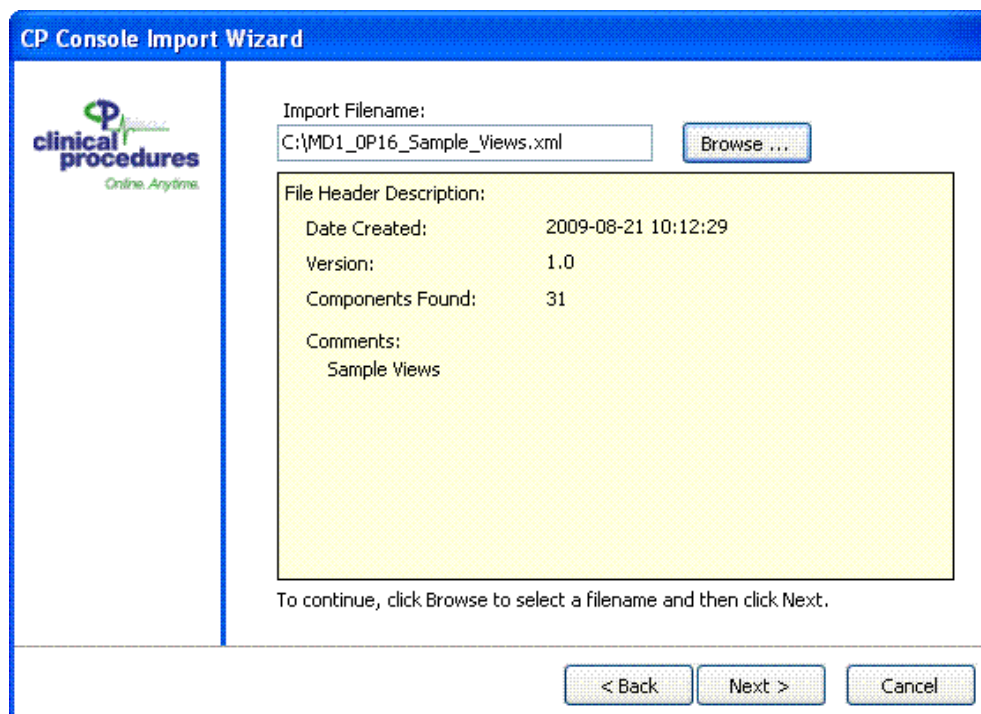 CP Console Import Wizard
CP
clinical
procedures
Online. Anytime.
Import Filename:
C:\MD1_0P16_Sample_Views.xml
Browse ...
File Header Description:
Date Created: 2009-08-21 10:12:29
Version: 1.0
Components Found: 31
Comments:
Sample Views
To continue, click Browse to select a filename and then click Next.
< Back Next > Cancel